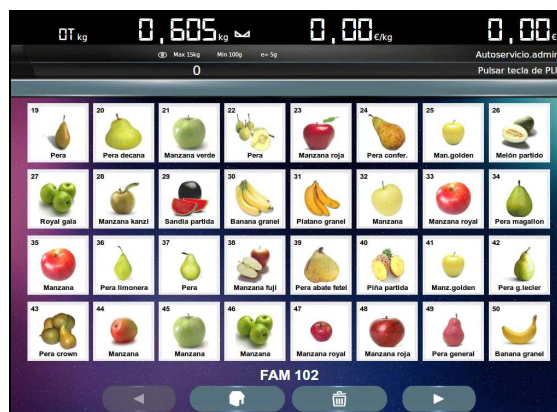 0T kg 0,605 kg 0,00 €/kg 0,00 €
Max 15kg Min 100g e= 5g Autoservicio.admin
0 Pulsar tecla de PLU
19 20 21 22 23 24 25 26
Pera Pera decana Manzana verde Pera Manzana roja Pera confer. Man.golden Melón partido
27 28 29 30 31 32 33 34
Royal gala Manzana kanzi Sandia partida Banana granel Platano granel Manzana Manzana royal Pera magallon
35 36 37 38 39 40 41 42
Manzana Pera limonera Pera Manzana fuji Pera abate fetel Piña partida Manz.golden Pera g.lecler
43 44 45 46 47 48 49 50
Pera crown Manzana Manzana Manzana Manzana royal Manzana roja Pera general Banana granel
FAM 102